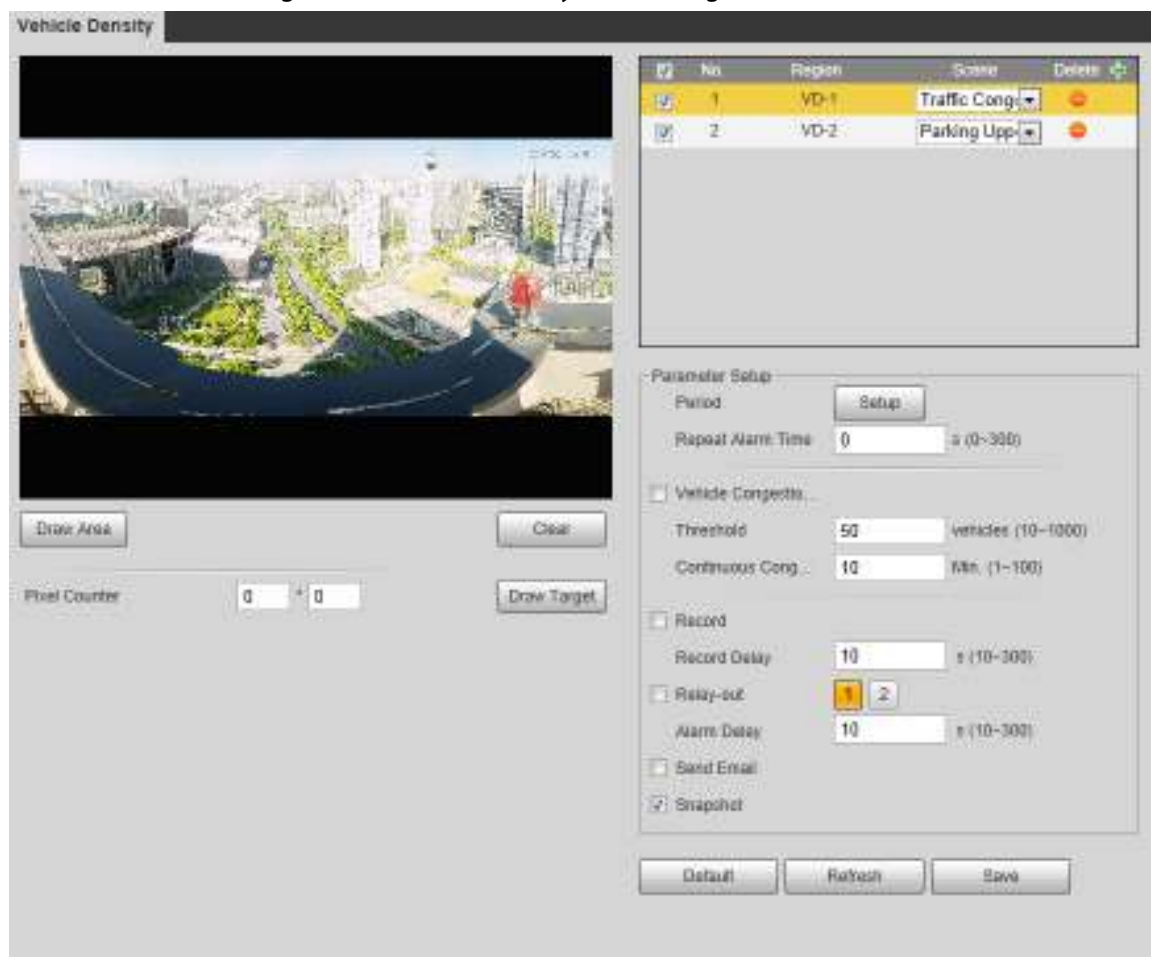 Vehicle Density
No. Region Scene Delete
1 VD-1 Traffic Cong
2 VD-2 Parking Upp
Parameter Setup
Period Setup
Repeat Alarm Time 0 s (0~300)
Vehicle Congestio...
Threshold 50 vehicles (10~1000)
Continuous Cong... 10 Min. (1~100)
Record
Record Delay 10 s (10~300)
Relay-out 1 2
Alarm Delay 10 s (10~300)
Send Email
Snapshot
Default Refresh Save
Draw Area Clear
Pixel Counter 0 * 0 Draw Target